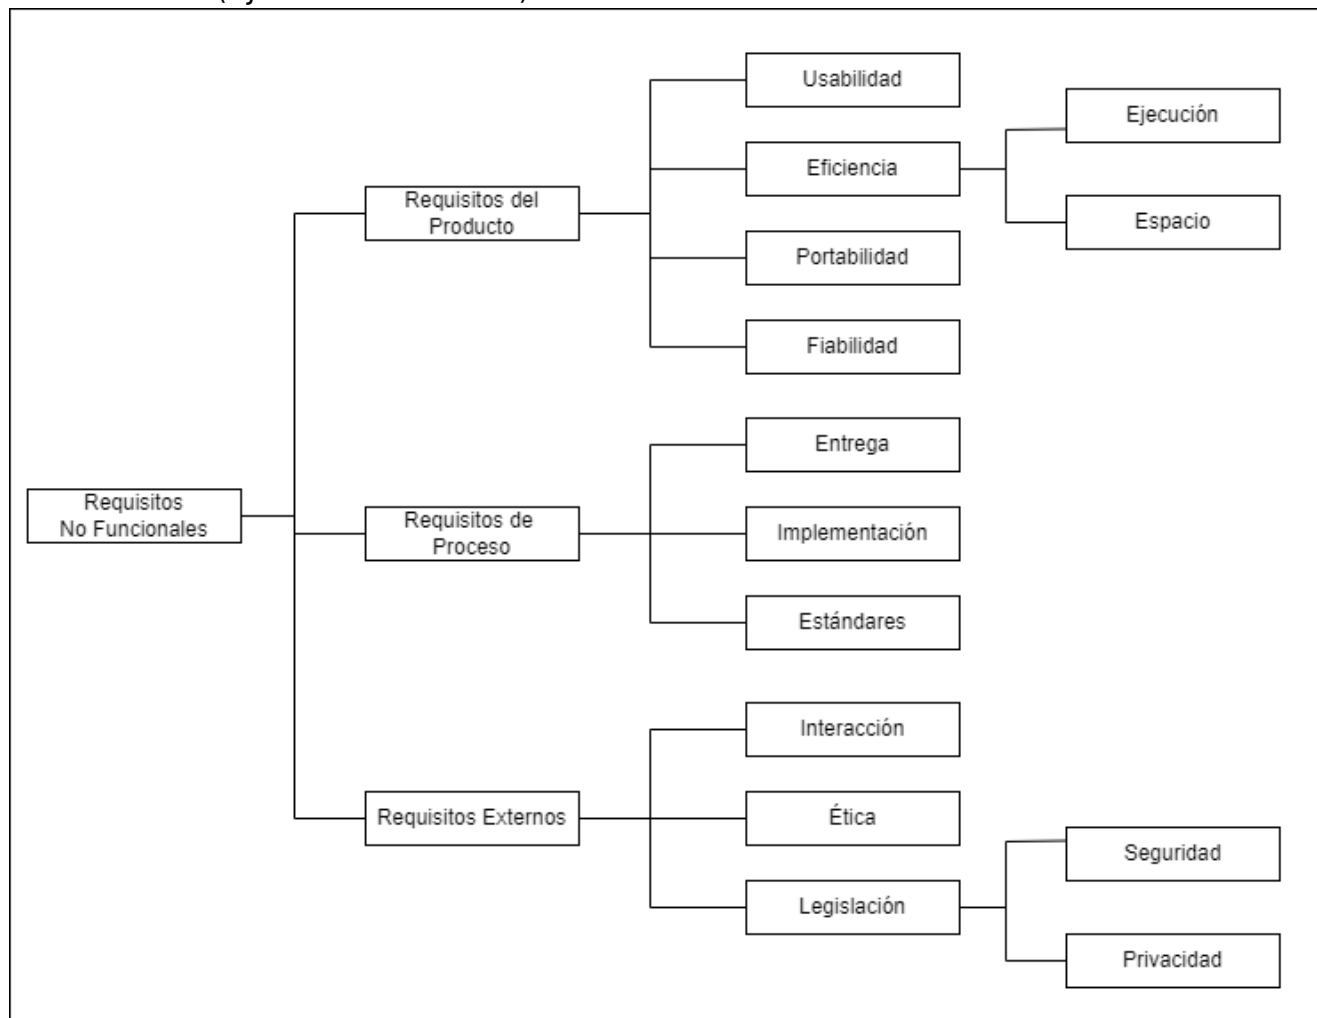 Usabilidad
Ejecución
Eficiencia
Requisitos del
Producto
Espacio
Portabilidad
Fiabilidad
Entrega
Requisitos
No Funcionales
Requisitos de
Proceso
Implementación
Estándares
Interacción
Requisitos Externos
Ética
Seguridad
Legislación
Privacidad